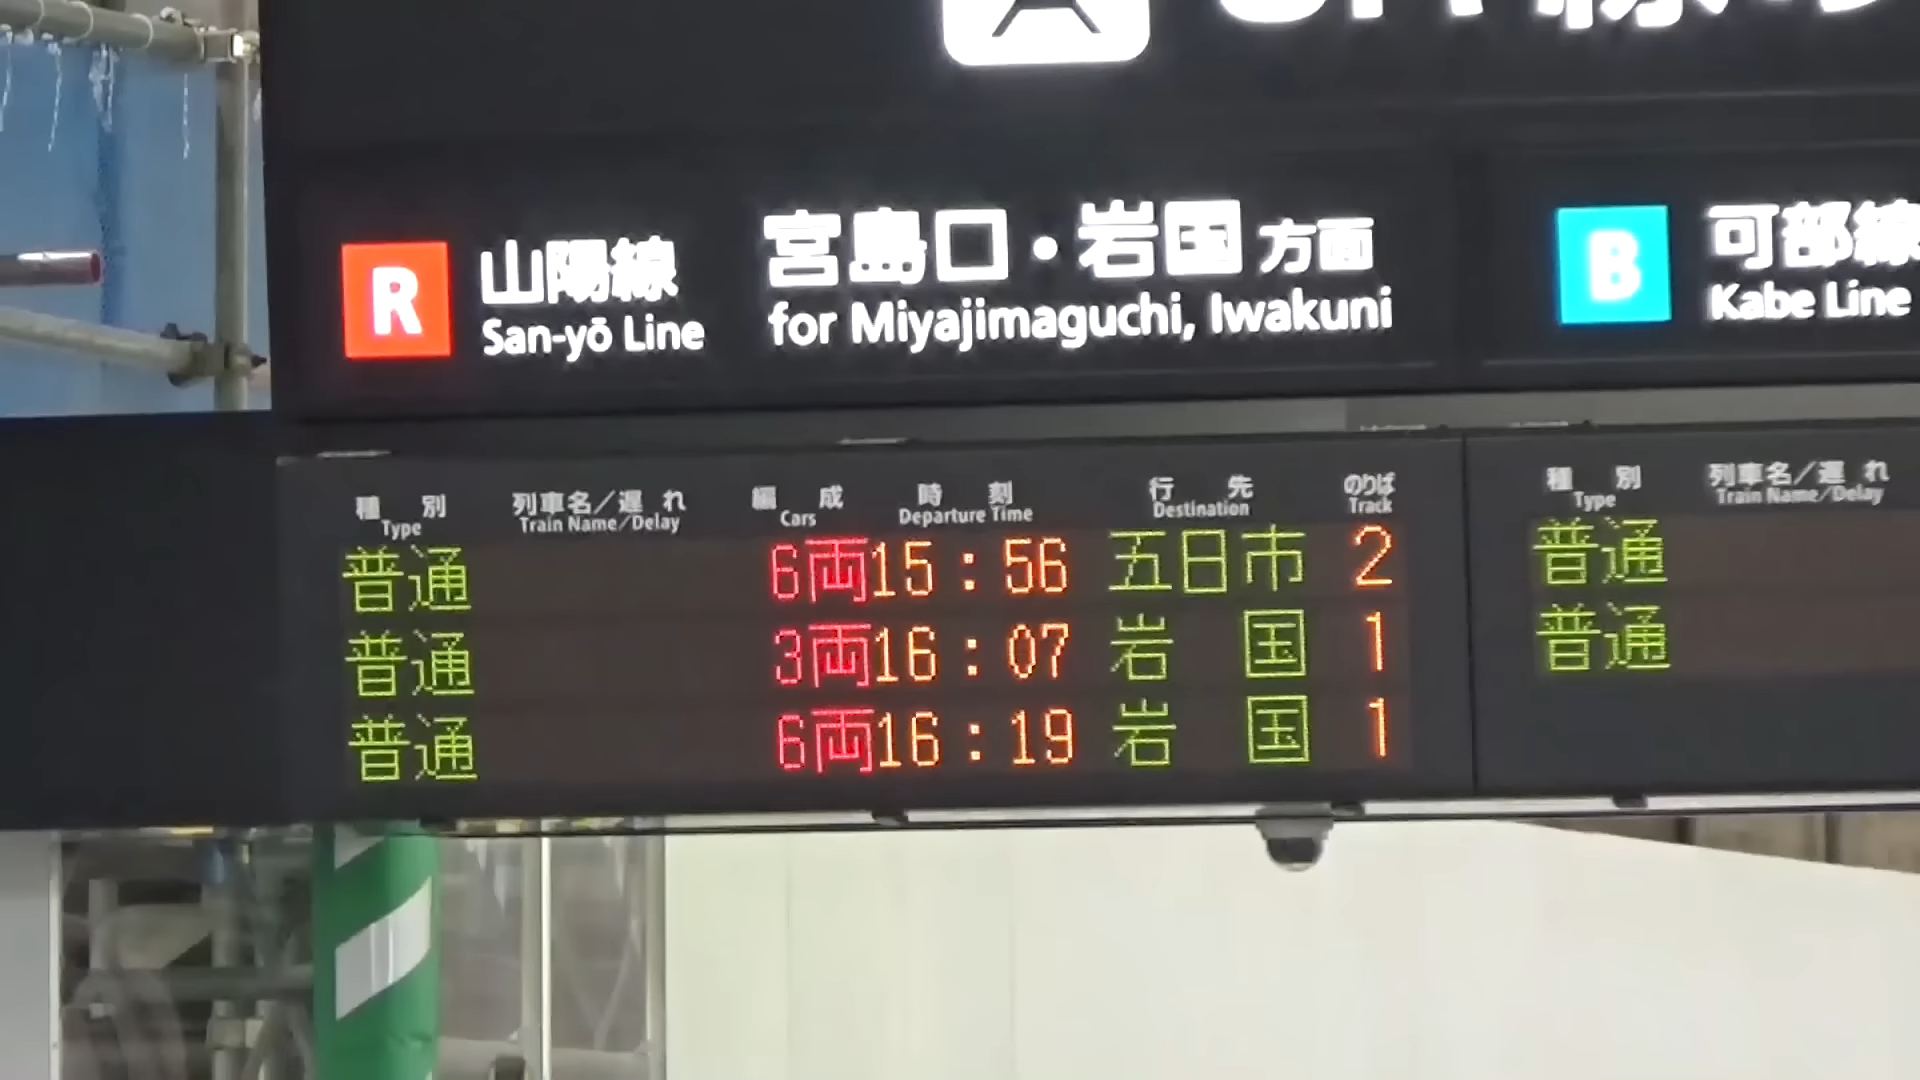 R 山陽線 宮島口・岩国方面
San-yō Line for Miyajimaguchi, Iwakuni
B 可部線
Kabe Line
種別 列車名／遅れ 編成 時刻 行先 のりば
Type Train Name/Delay Cars Departure Time Destination Track
普通 6両 15:56 五日市 2
普通 3両 16:07 岩国 1
普通 6両 16:19 岩国 1
種別 列車名／遅れ
Type Train Name/Delay
普通
普通